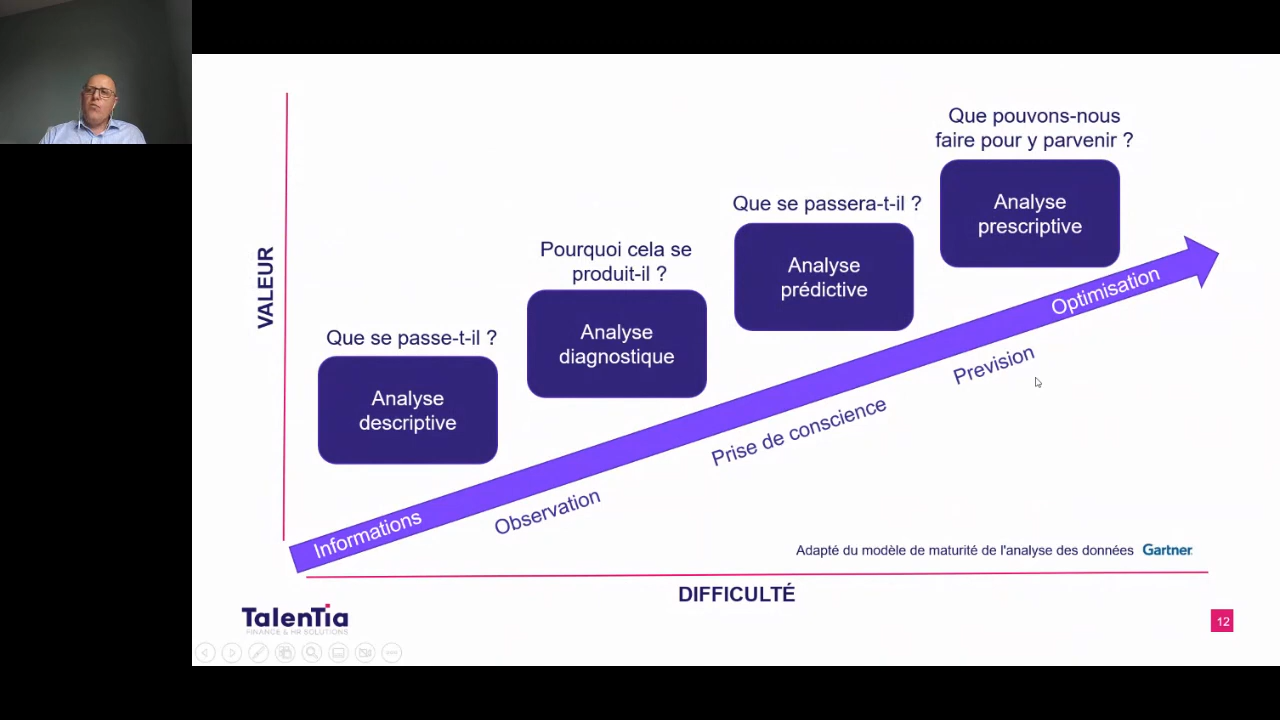 Que pouvons-nous
faire pour y parvenir ?
Analyse
prescriptive
Que se passera-t-il ?
Analyse
prédictive
Pourquoi cela se
produit-il ?
Analyse
diagnostique
Que se passe-t-il ?
Analyse
descriptive
VALEUR
Informations
Observation
Prise de conscience
Prevision
Optimisation
Adapté du modèle de maturité de l'analyse des données Gartner
DIFFICULTÉ
TalenTia
FINANCE & HR SOLUTIONS
12